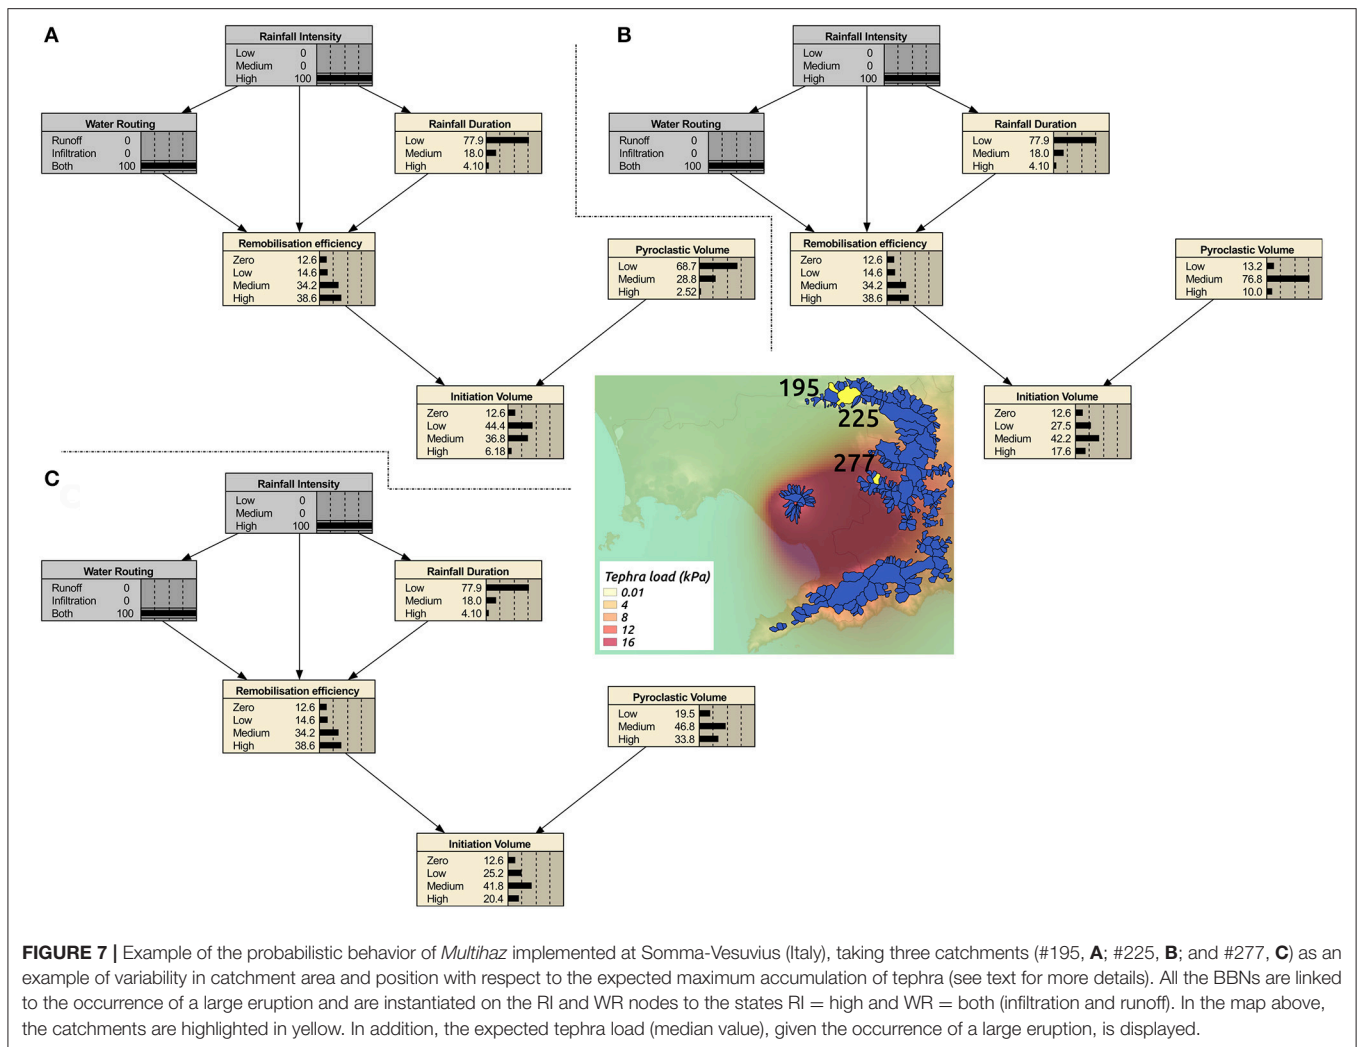 A
Rainfall Intensity
Low 0
Medium 0
High 100
Water Routing
Runoff 0
Infiltration 0
Both 100
Rainfall Duration
Low 77.9
Medium 18.0
High 4.10
Remobilisation efficiency
Zero 12.6
Low 14.6
Medium 34.2
High 38.6
Pyroclastic Volume
Low 68.7
Medium 28.8
High 2.52
Initiation Volume
Zero 12.6
Low 44.4
Medium 36.8
High 6.18
B
Rainfall Intensity
Low 0
Medium 0
High 100
Water Routing
Runoff 0
Infiltration 0
Both 100
Rainfall Duration
Low 77.9
Medium 18.0
High 4.10
Remobilisation efficiency
Zero 12.6
Low 14.6
Medium 34.2
High 38.6
Pyroclastic Volume
Low 13.2
Medium 76.8
High 10.0
Initiation Volume
Zero 12.6
Low 27.5
Medium 42.2
High 17.6
195
225
277
Tephra load (kPa)
0.01
4
8
12
16
C
Rainfall Intensity
Low 0
Medium 0
High 100
Water Routing
Runoff 0
Infiltration 0
Both 100
Rainfall Duration
Low 77.9
Medium 18.0
High 4.10
Remobilisation efficiency
Zero 12.6
Low 14.6
Medium 34.2
High 38.6
Pyroclastic Volume
Low 19.5
Medium 46.8
High 33.8
Initiation Volume
Zero 12.6
Low 25.2
Medium 41.8
High 20.4
FIGURE 7 | Example of the probabilistic behavior of Multihaz implemented at Somma-Vesuvius (Italy), taking three catchments (#195, A; #225, B; and #277, C) as an
example of variability in catchment area and position with respect to the expected maximum accumulation of tephra (see text for more details). All the BBNs are linked
to the occurrence of a large eruption and are instantiated on the RI and WR nodes to the states RI = high and WR = both (infiltration and runoff). In the map above,
the catchments are highlighted in yellow. In addition, the expected tephra load (median value), given the occurrence of a large eruption, is displayed.